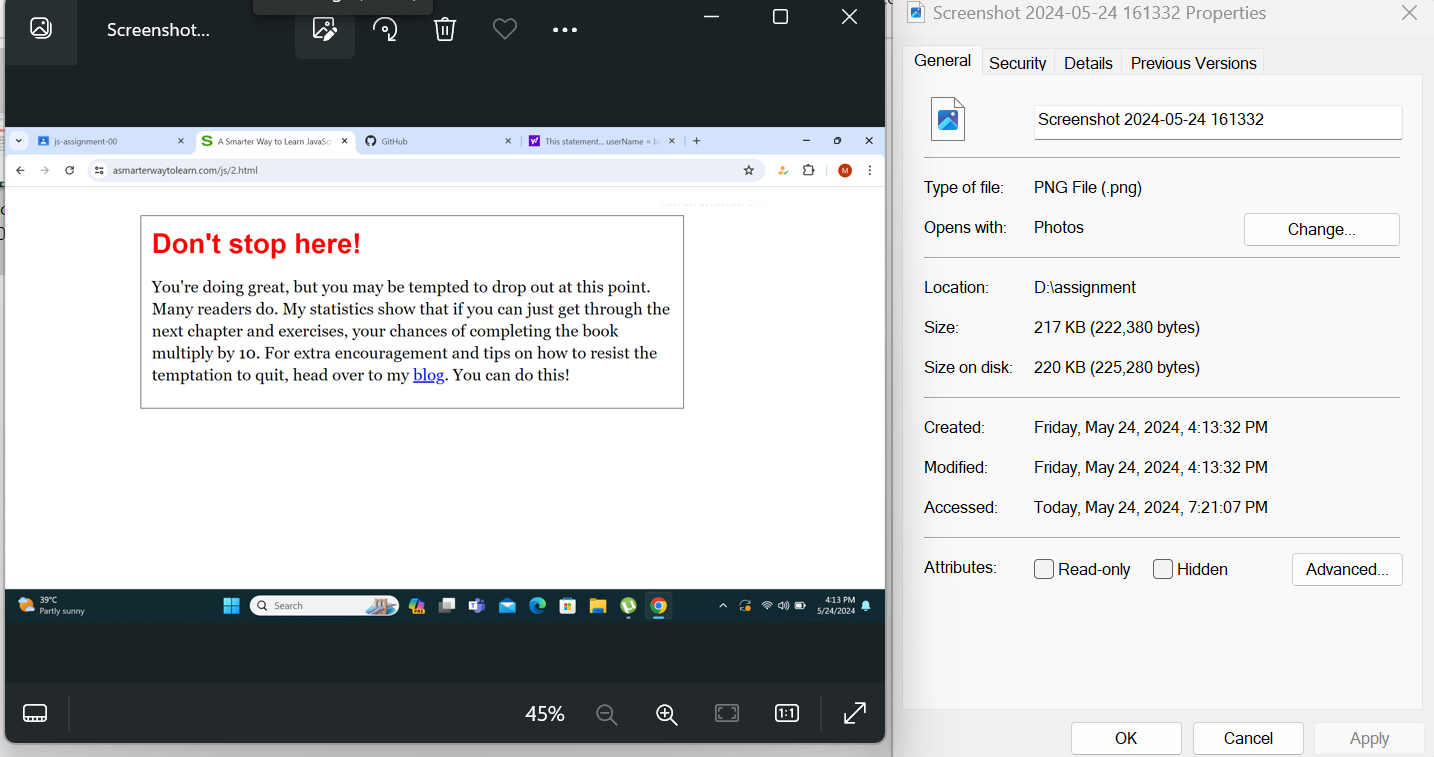 Screenshot...
js-assignment-00
A Smarter Way to Learn JavaSc
GitHub
This statement... userName =
asmarterwaytolearn.com/js/2.html
M
Don't stop here!
You're doing great, but you may be tempted to drop out at this point.
Many readers do. My statistics show that if you can just get through the
next chapter and exercises, your chances of completing the book
multiply by 10. For extra encouragement and tips on how to resist the
temptation to quit, head over to my blog. You can do this!
39°C
Partly sunny
Search
4:13 PM
5/24/2024
45%
1:1
Screenshot 2024-05-24 161332 Properties
General
Security
Details
Previous Versions
Screenshot 2024-05-24 161332
Type of file: PNG File (.png)
Opens with: Photos
Change...
Location: D:\assignment
Size: 217 KB (222,380 bytes)
Size on disk: 220 KB (225,280 bytes)
Created: Friday, May 24, 2024, 4:13:32 PM
Modified: Friday, May 24, 2024, 4:13:32 PM
Accessed: Today, May 24, 2024, 7:21:07 PM
Attributes: Read-only Hidden Advanced...
OK Cancel Apply